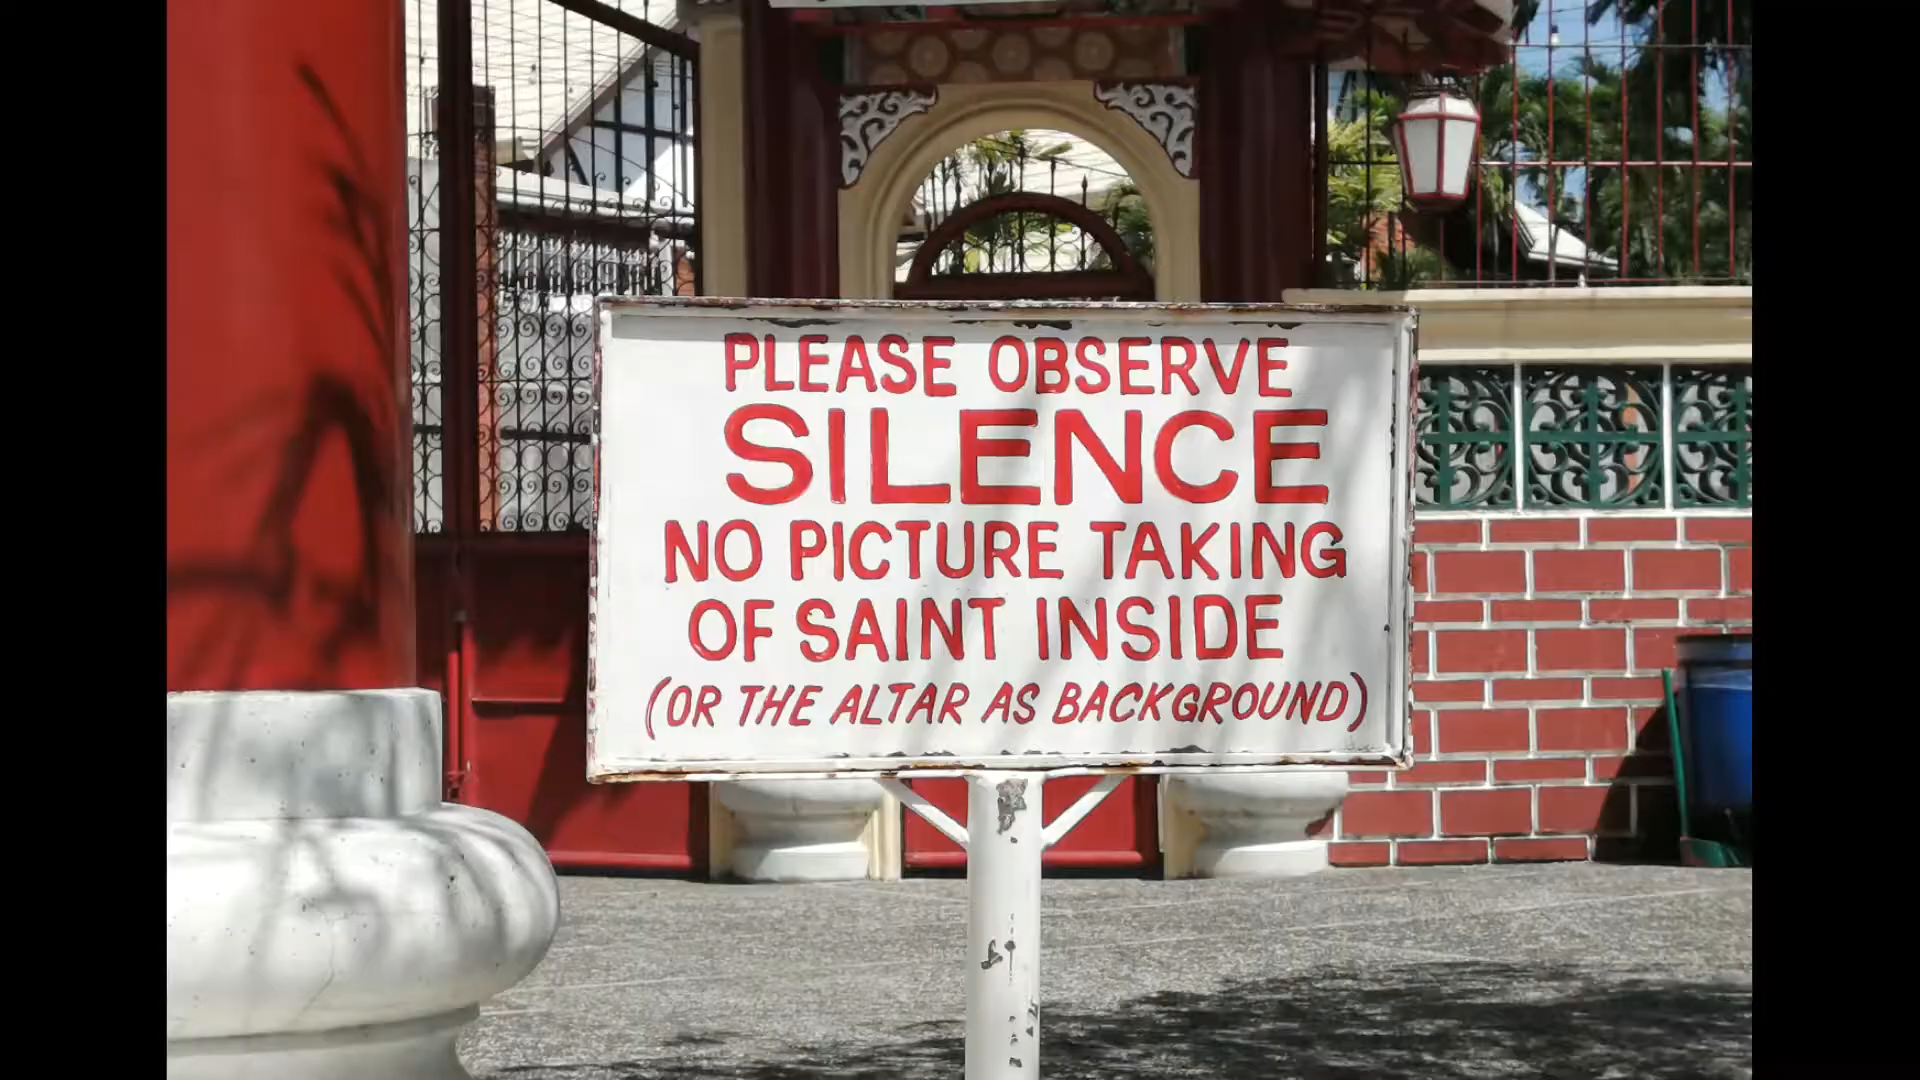 PLEASE OBSERVE
SILENCE
NO PICTURE TAKING
OF SAINT INSIDE
(OR THE ALTAR AS BACKGROUND)